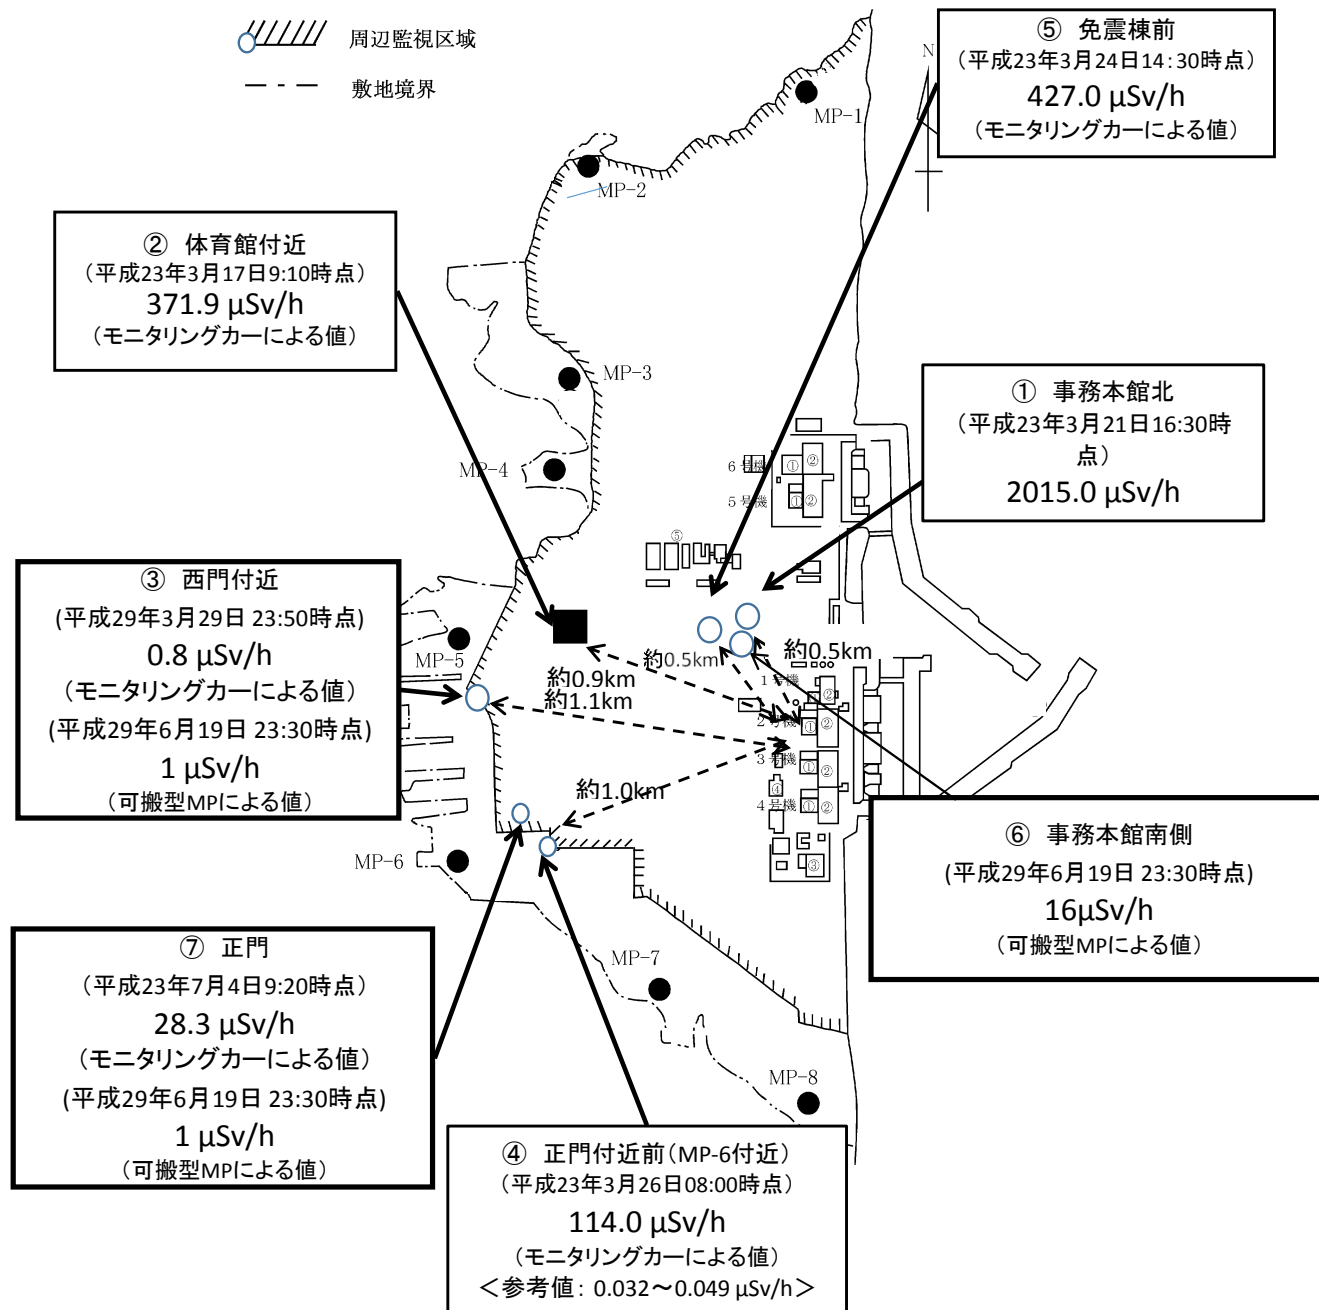 周辺監視区域
敷地境界
⑤ 免震棟前
（平成23年3月24日14:30時点）
427.0 μSv/h
（モニタリングカーによる値）
N
MP-1
MP-2
② 体育館付近
（平成23年3月17日9:10時点）
371.9 μSv/h
（モニタリングカーによる値）
MP-3
① 事務本館北
（平成23年3月21日16:30時
点）
2015.0 μSv/h
MP-4
6号機
①
②
5号機
①
②
⑤
③ 西門付近
(平成29年3月29日 23:50時点)
0.8 μSv/h
（モニタリングカーによる値）
(平成29年6月19日 23:30時点)
1 μSv/h
（可搬型MPによる値）
MP-5
約0.9km
約1.1km
約0.5km
約0.5km
1号機
②
2号機
①
②
3号機
①
②
④
4号機
①
②
③
約1.0km
MP-6
⑥ 事務本館南側
(平成29年6月19日 23:30時点)
16μSv/h
（可搬型MPによる値）
⑦ 正門
（平成23年7月4日9:20時点）
28.3 μSv/h
（モニタリングカーによる値）
(平成29年6月19日 23:30時点)
1 μSv/h
（可搬型MPによる値）
MP-7
MP-8
④ 正門付近前（MP-6付近）
（平成23年3月26日08:00時点）
114.0 μSv/h
（モニタリングカーによる値）
＜参考値: 0.032～0.049 μSv/h＞